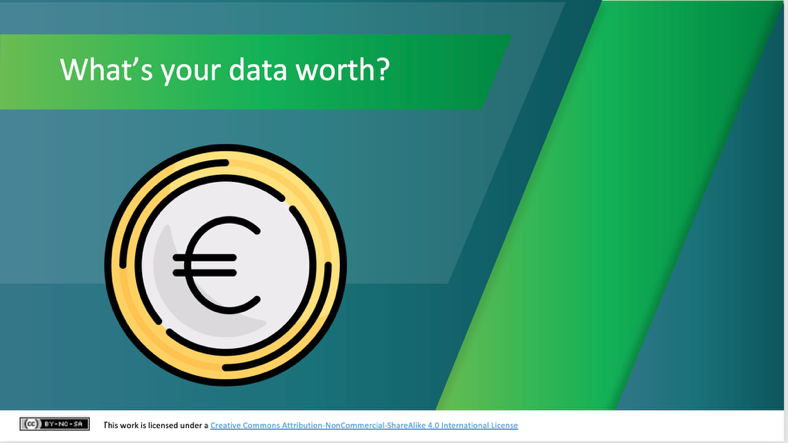 What’s your data worth?
€
cc BY-NC-SA
This work is licensed under a Creative Commons Attribution-NonCommercial-ShareAlike 4.0 International License